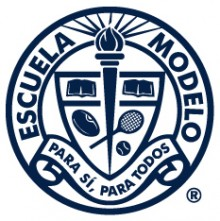 ESCUELA MODELO
PARA SÍ, PARA TODOS
®